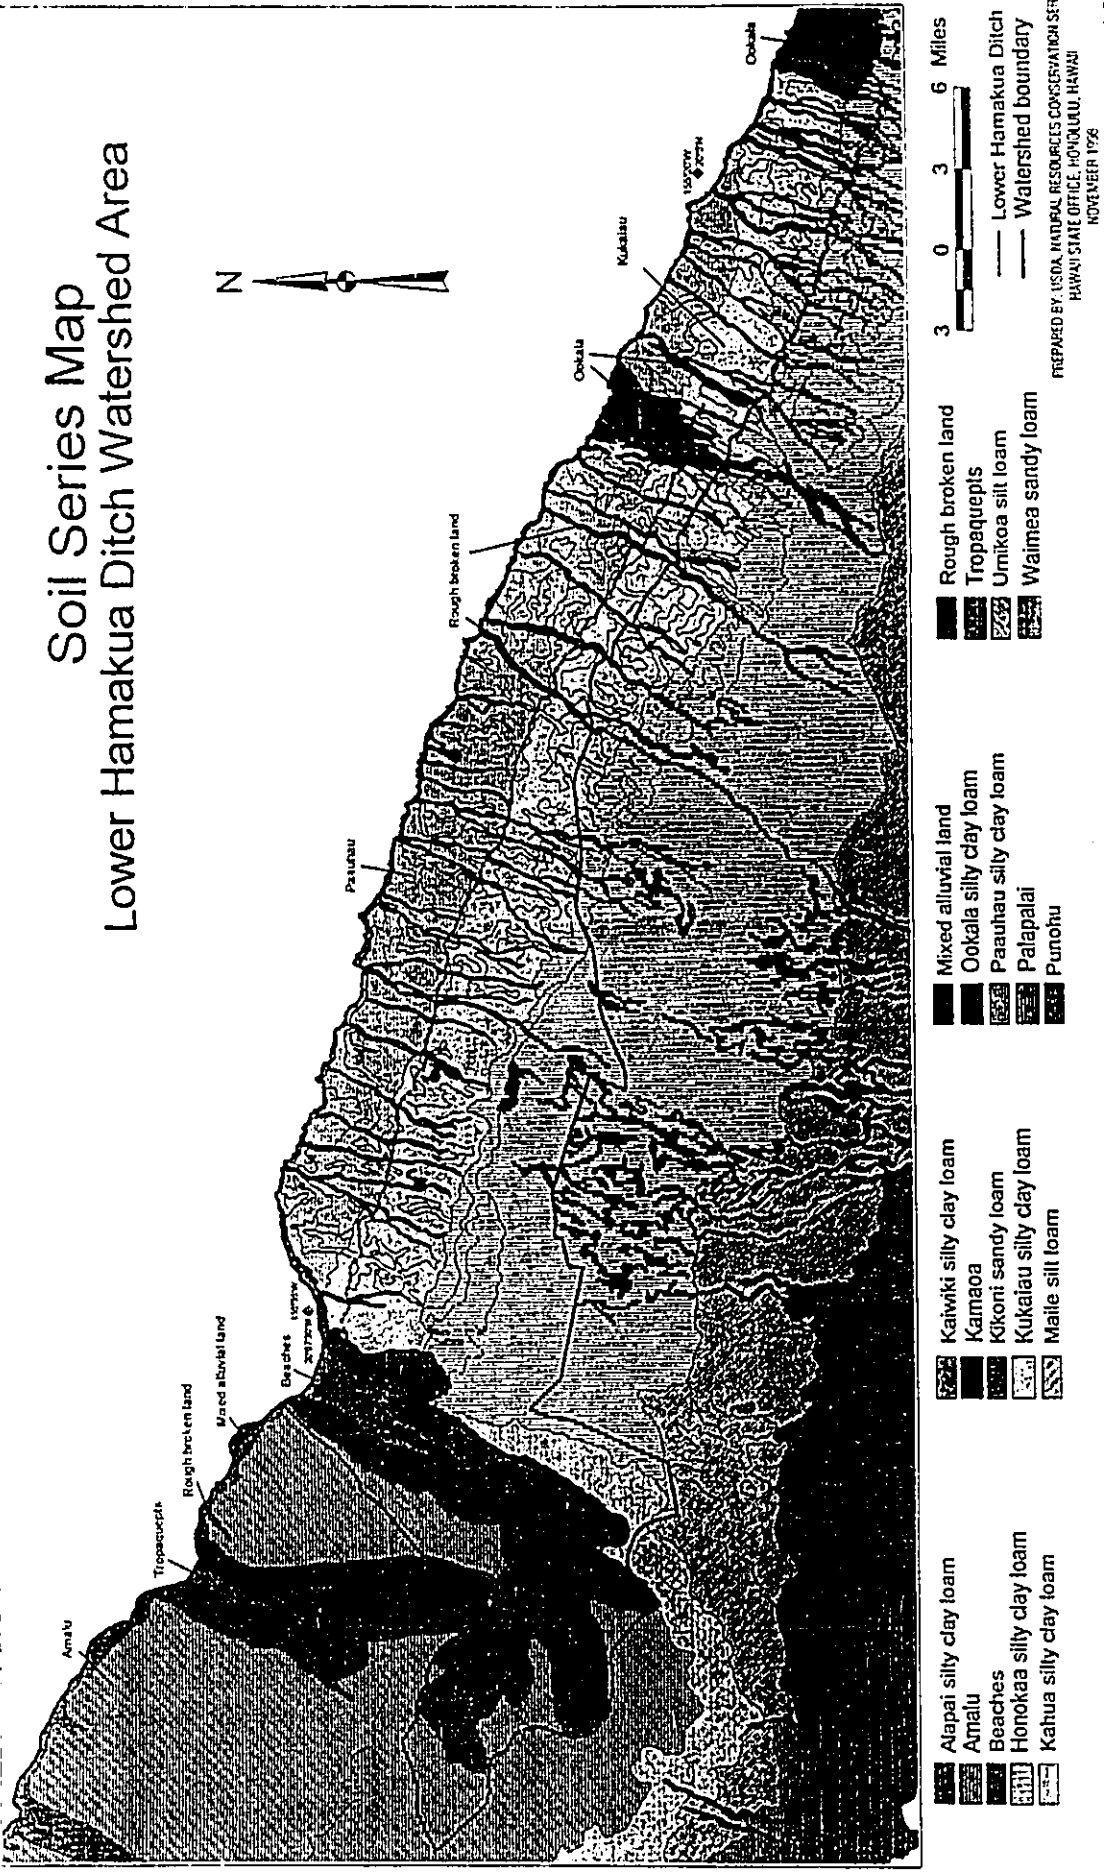 Soil Series Map
Lower Hamakua Ditch Watershed Area
N
Amalu
Tropaquepts
Rough broken land
Mixed alluvial land
Beaches
Paauhau
Rough broken land
Ookala
Kukaiau
Ookala
Alapai silty clay loam
Amalu
Beaches
Honokaa silty clay loam
Kahua silty clay loam
Kaiwiki silty clay loam
Kamaoa
Kikoni sandy loam
Kukaiau silty clay loam
Maile silt loam
Mixed alluvial land
Ookala silty clay loam
Paauhau silty clay loam
Palapalai
Punohu
Rough broken land
Tropaquepts
Umikoa silt loam
Waimea sandy loam
3 0 3 6 Miles
Lower Hamakua Ditch
Watershed boundary
PREPARED BY: USDA, NATURAL RESOURCES CONSERVATION SER
HAWAII STATE OFFICE, HONOLULU, HAWAII
NOVEMBER 1998